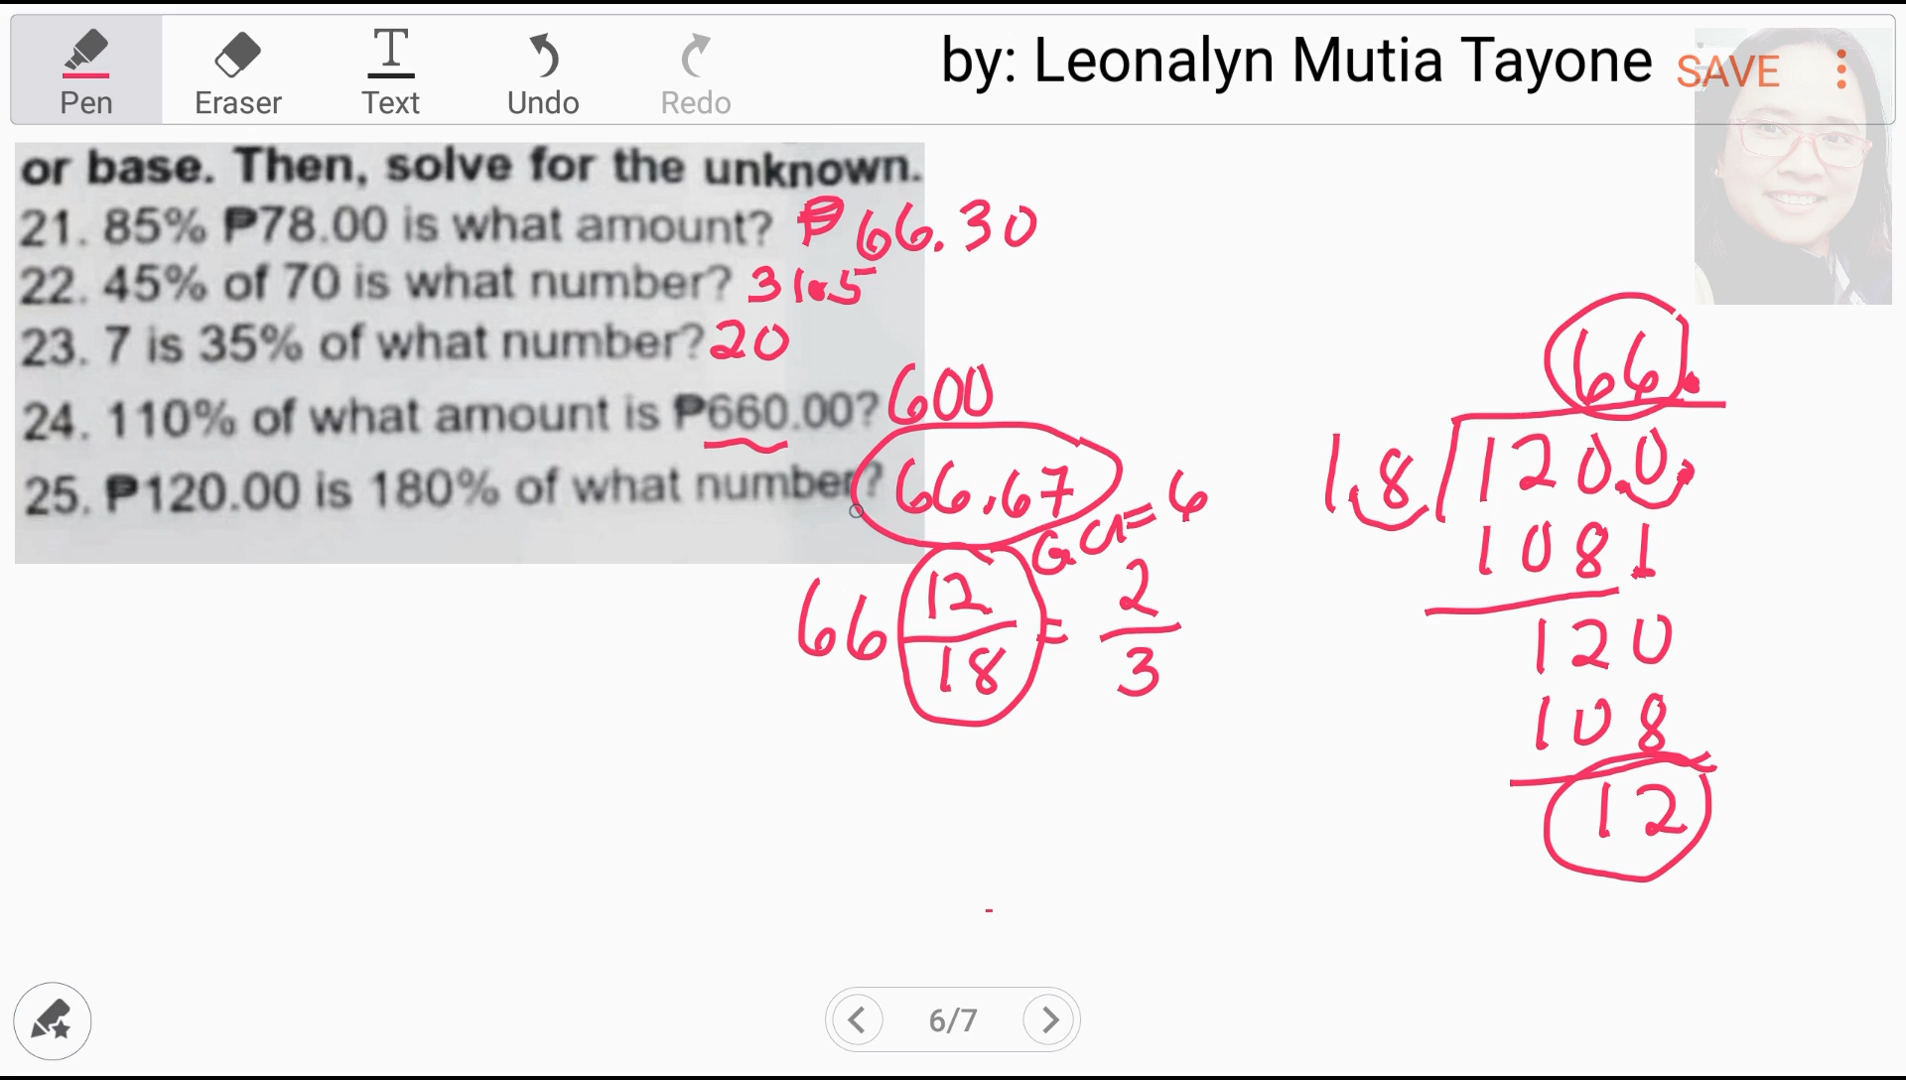 Pen Eraser Text Undo Redo
by: Leonalyn Mutia Tayone SAVE
or base. Then, solve for the unknown.
21. 85% ₱78.00 is what amount? ₱66.30
22. 45% of 70 is what number? 31.5
23. 7 is 35% of what number? 20
24. 110% of what amount is ₱660.00? 600
25. ₱120.00 is 180% of what number? 66.67
66 12/18 = 2/3
= 6
66.
1.8 120.0.
108
120
108
12
6/7